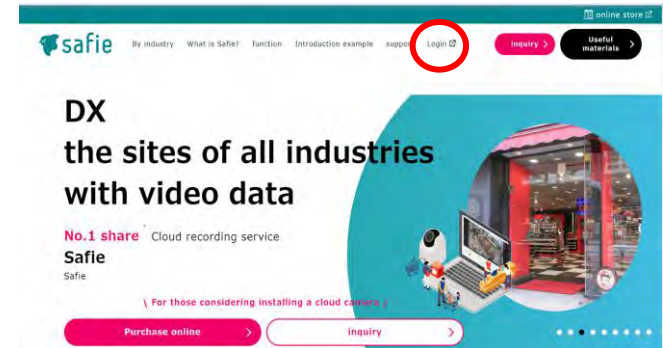 online store
safie
By industry What is Safie? function Introduction example suppor Login
inquiry
Useful
materials
DX
the sites of all industries
with video data
No.1 share Cloud recording service
Safie
Safie
\ For those considering installing a cloud camera /
Purchase online
inquiry